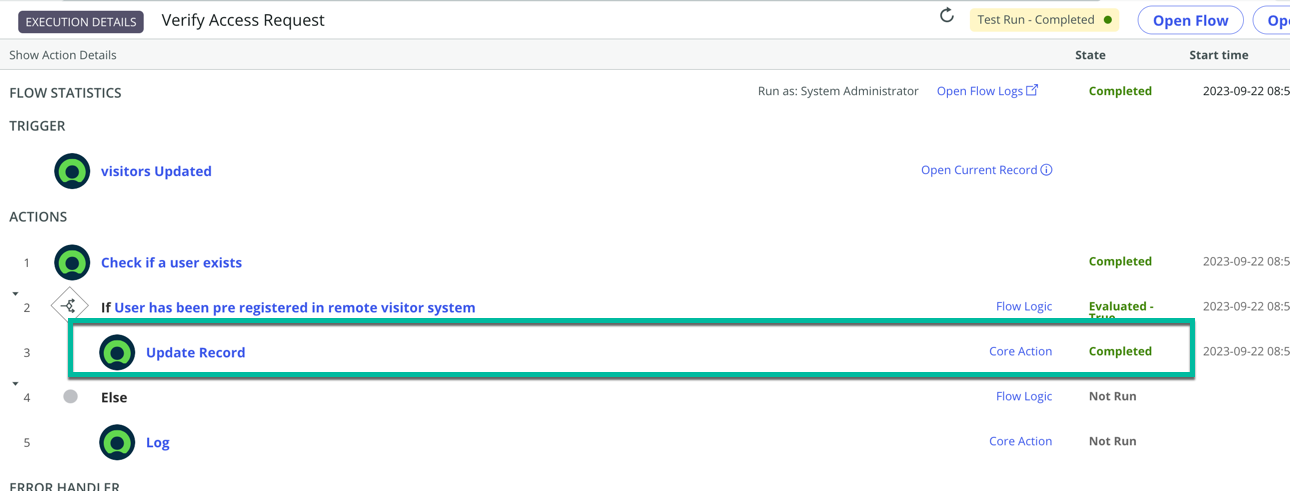 EXECUTION DETAILS Verify Access Request Test Run - Completed Open Flow
Show Action Details State Start time
FLOW STATISTICS Run as: System Administrator Open Flow Logs Completed 2023-09-22 08:5
TRIGGER
visitors Updated Open Current Record
ACTIONS
1 Check if a user exists Completed 2023-09-22 08:5
2 If User has been pre registered in remote visitor system Flow Logic Evaluated - 2023-09-22 08:5
True
3 Update Record Core Action Completed 2023-09-22 08:5
4 Else Flow Logic Not Run
5 Log Core Action Not Run
ERROR HANDLER